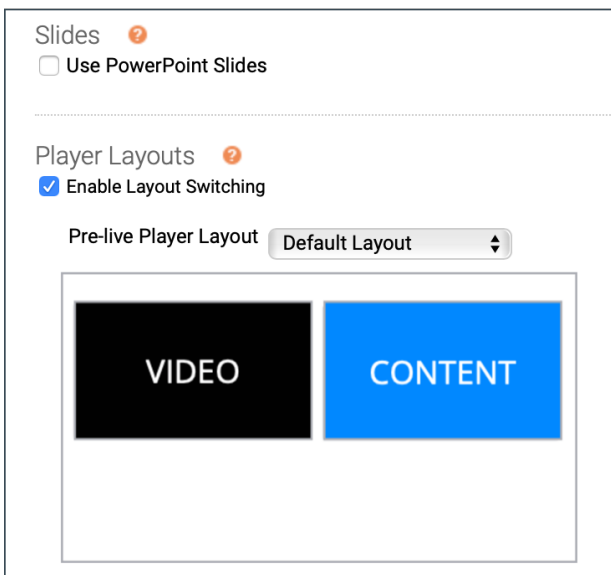 Slides ?
Use PowerPoint Slides
Player Layouts ?
Enable Layout Switching
Pre-live Player Layout Default Layout
VIDEO CONTENT